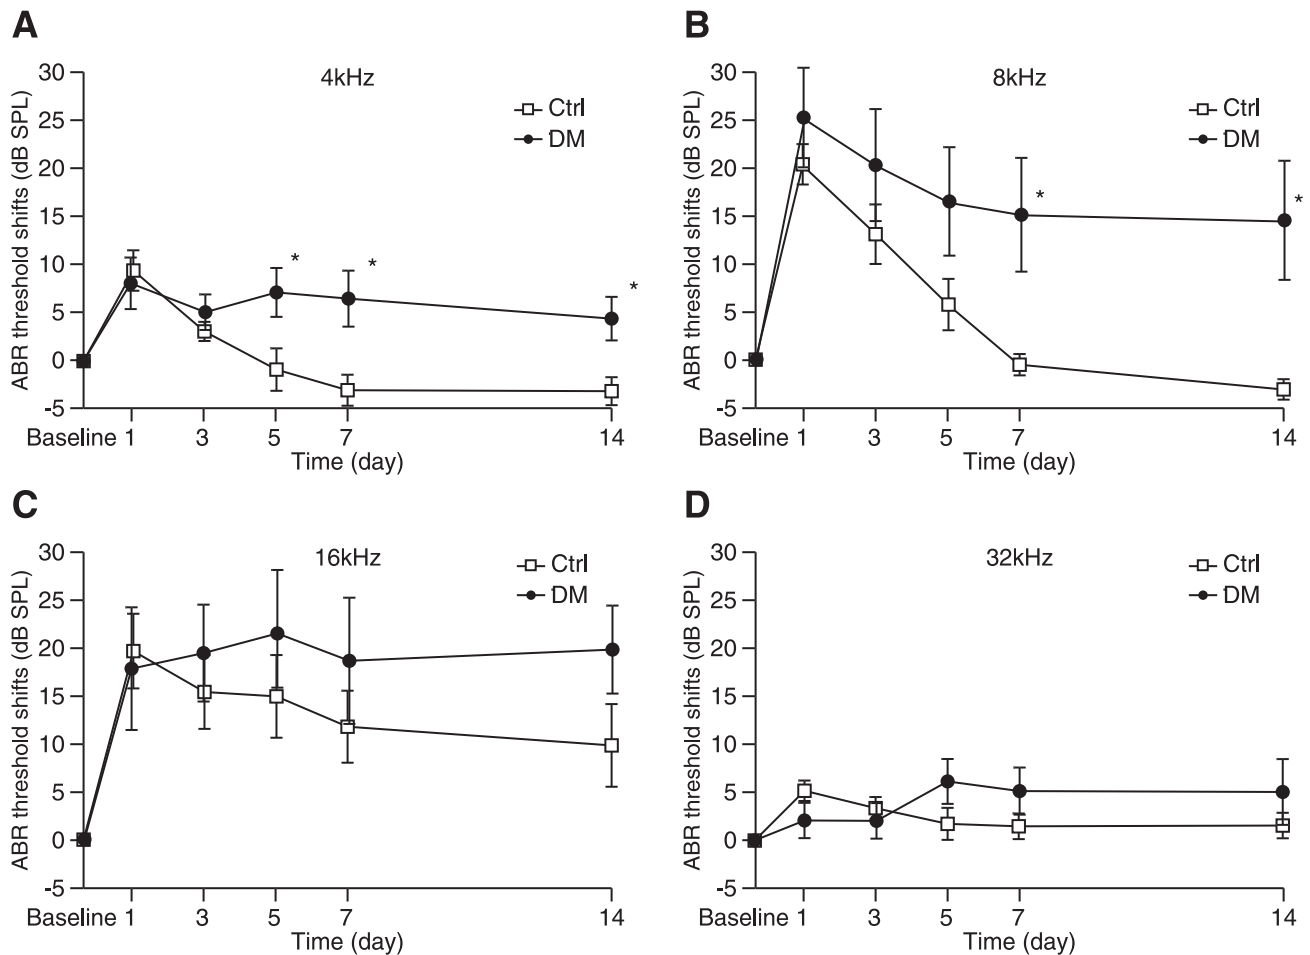 A
4kHz
ABR threshold shifts (dB SPL)
30
25
20
15
10
5
0
-5
Ctrl
DM
*
*
*
Baseline 1 3 5 7 14
Time (day)
B
8kHz
ABR threshold shifts (dB SPL)
30
25
20
15
10
5
0
-5
Ctrl
DM
*
*
Baseline 1 3 5 7 14
Time (day)
C
16kHz
ABR threshold shifts (dB SPL)
30
25
20
15
10
5
0
-5
Ctrl
DM
Baseline 1 3 5 7 14
Time (day)
D
32kHz
ABR threshold shifts (dB SPL)
30
25
20
15
10
5
0
-5
Ctrl
DM
Baseline 1 3 5 7 14
Time (day)